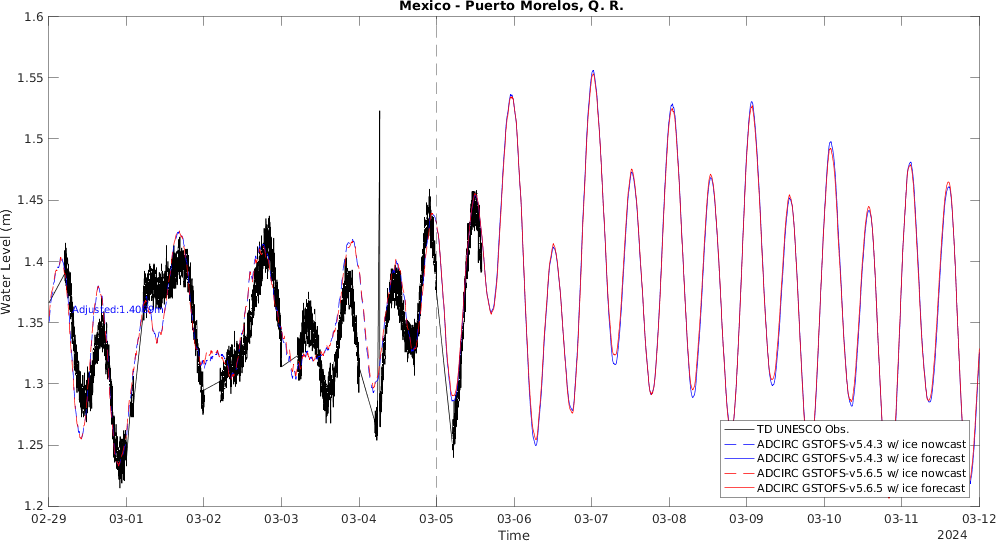 Mexico - Puerto Morelos, Q. R.
1.6
1.55
1.5
1.45
1.4
1.35
1.3
1.25
1.2
Water Level (m)
TD UNESCO Obs.
ADCIRC GSTOFS-v5.4.3 w/ ice nowcast
ADCIRC GSTOFS-v5.4.3 w/ ice forecast
ADCIRC GSTOFS-v5.6.5 w/ ice nowcast
ADCIRC GSTOFS-v5.6.5 w/ ice forecast
02-29 03-01 03-02 03-03 03-04 03-05 03-06 03-07 03-08 03-09 03-10 03-11 03-12
Time
2024